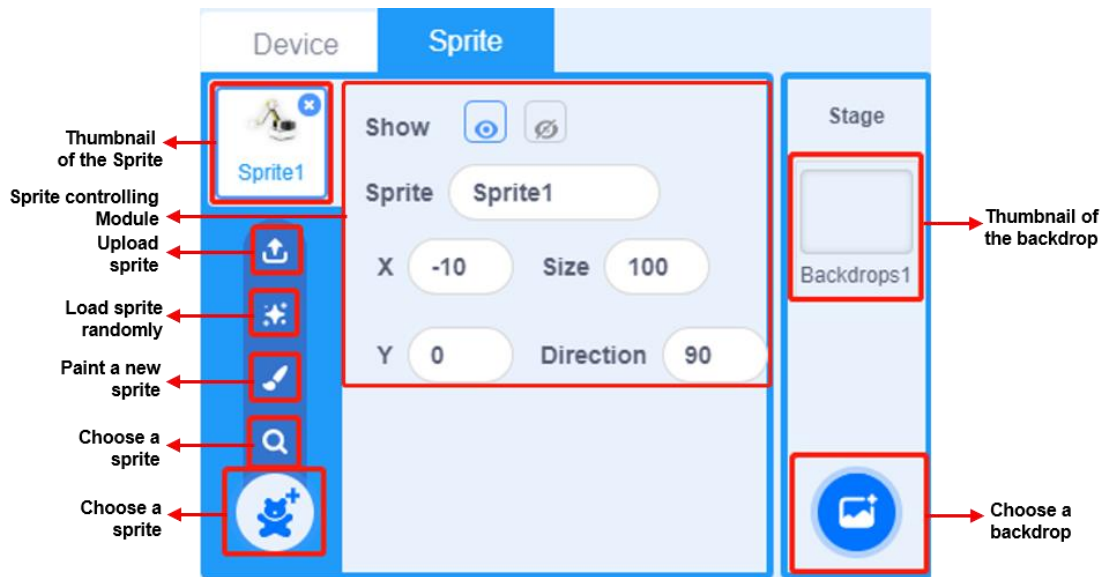 Device
Sprite
Thumbnail
of the Sprite
Sprite1
Sprite controlling
Module
Upload
sprite
Load sprite
randomly
Paint a new
sprite
Choose a
sprite
Choose a
sprite
Show
Sprite
Sprite1
X
-10
Size
100
Y
0
Direction
90
Stage
Backdrops1
Thumbnail of
the backdrop
Choose a
backdrop